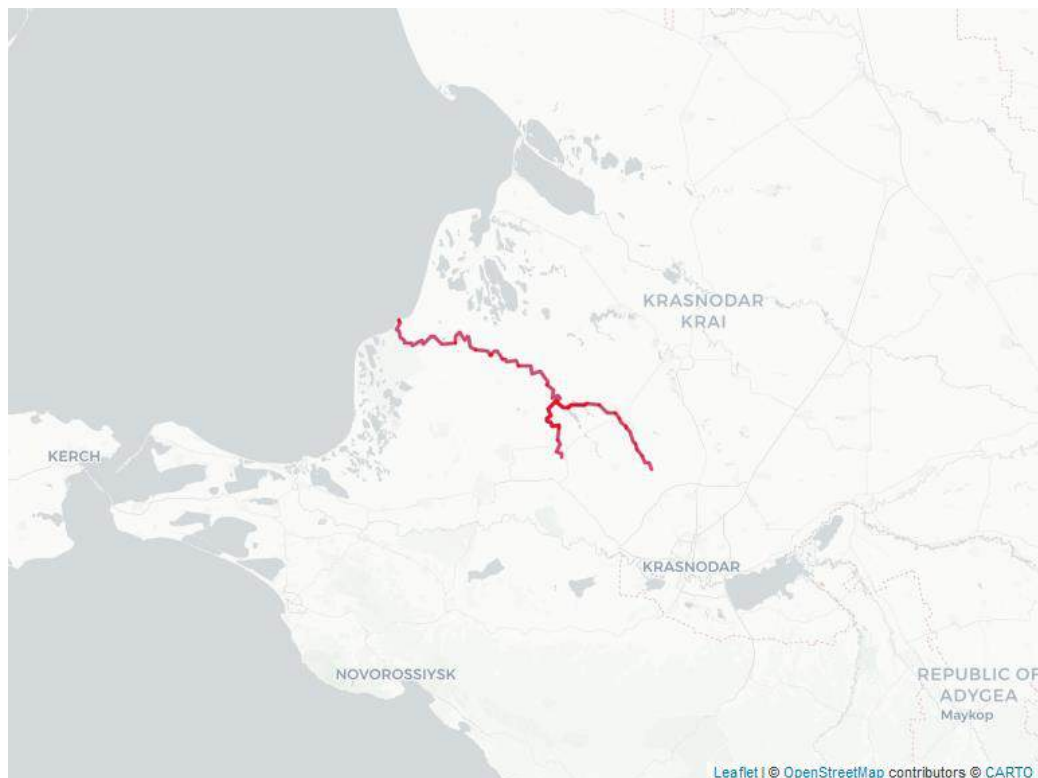 KRASNODAR
KRAI
KERCH
KRASNODAR
NOVOROSSIYSK
REPUBLIC OF
ADYGEA
Maykop
Leaflet | © OpenStreetMap contributors © CARTO